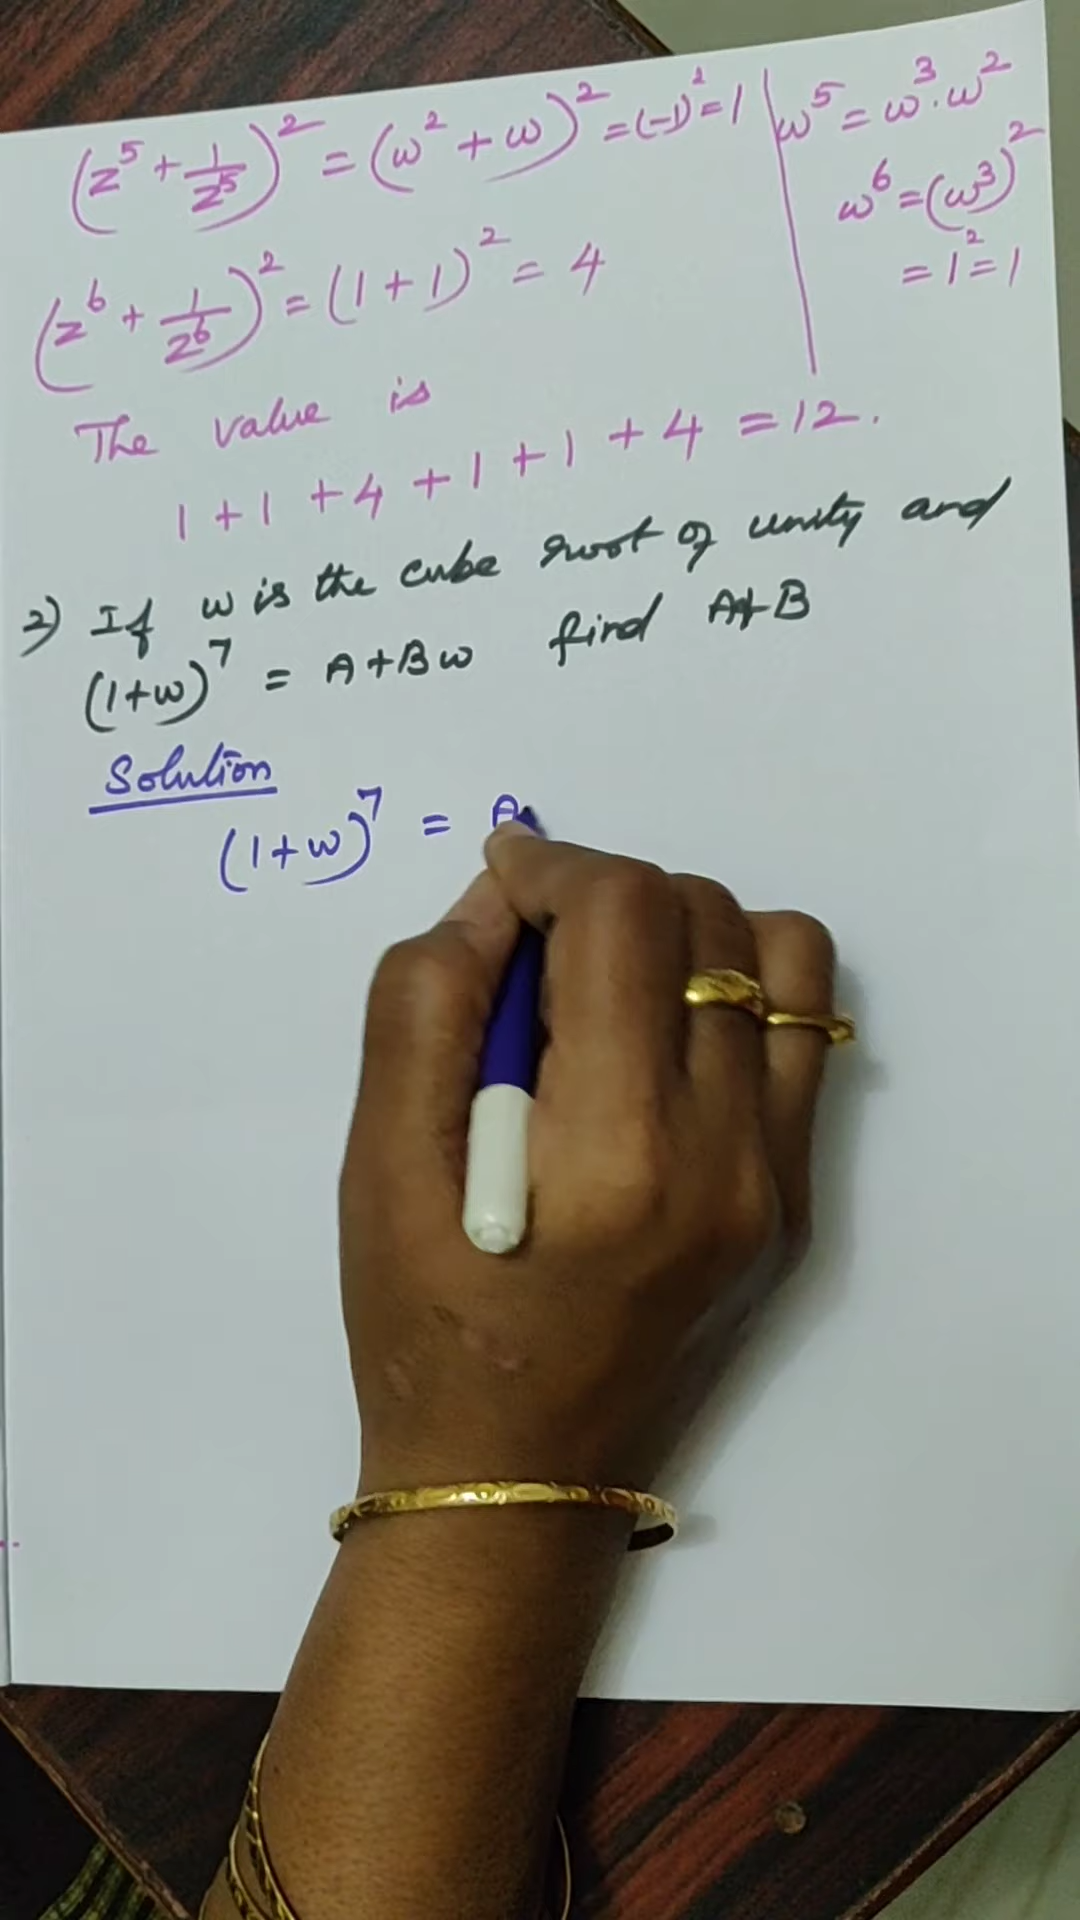 (z⁵ + 1/z⁵)² = (ω² + ω)² = (-1)² = 1
ω⁵ = ω³.ω²
ω⁶ = (ω³)²
= 1² = 1
(z⁶ + 1/z⁶)² = (1 + 1)² = 4
The value is
1 + 1 + 4 + 1 + 1 + 4 = 12.
2) If ω is the cube root of unity and
(1+ω)⁷ = A + Bω find A+B
Solution
(1+ω)⁷ = A